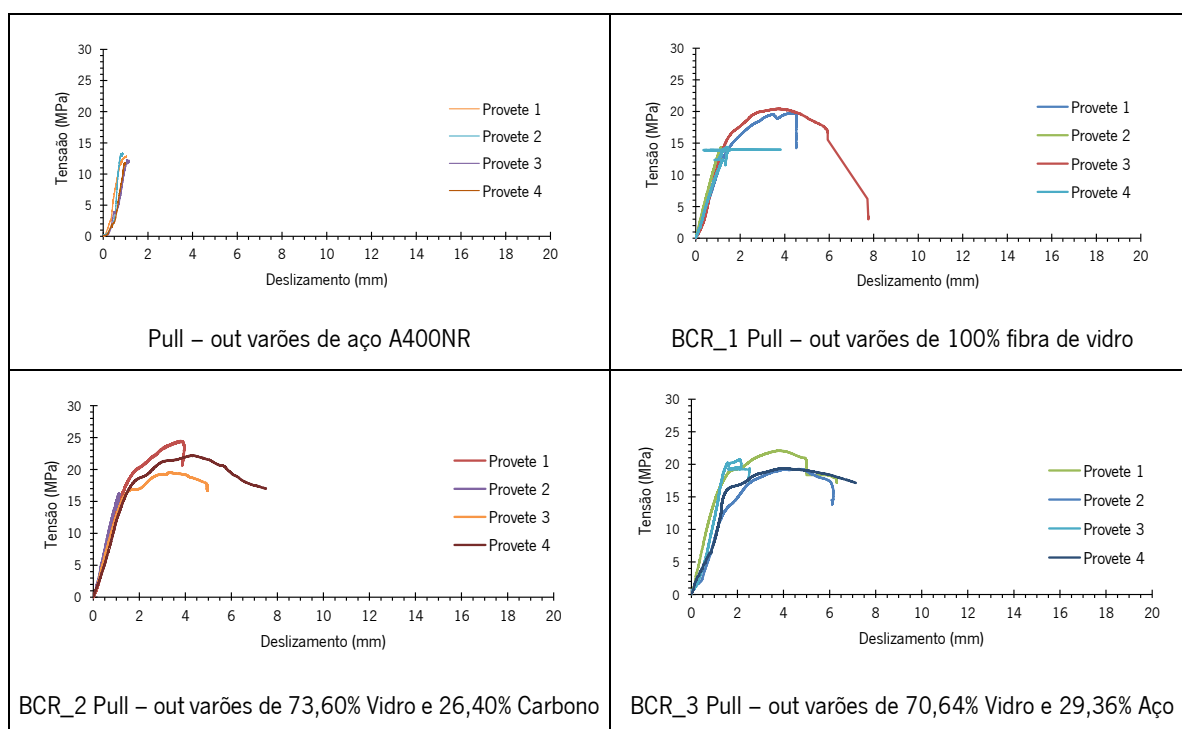 30
25
20
15
10
5
0
0 2 4 6 8 10 12 14 16 18 20
Tensaão (MPa)
Deslizamento (mm)
Provete 1
Provete 2
Provete 3
Provete 4
Pull – out varões de aço A400NR
30
25
20
15
10
5
0
0 2 4 6 8 10 12 14 16 18 20
Tensão (MPa)
Deslizamento (mm)
Provete 1
Provete 2
Provete 3
Provete 4
BCR_1 Pull – out varões de 100% fibra de vidro
30
25
20
15
10
5
0
0 2 4 6 8 10 12 14 16 18 20
Tensão (MPa)
Deslizamento (mm)
Provete 1
Provete 2
Provete 3
Provete 4
BCR_2 Pull – out varões de 73,60% Vidro e 26,40% Carbono
30
25
20
15
10
5
0
0 2 4 6 8 10 12 14 16 18 20
Tensão (MPa)
Deslizamento (mm)
Provete 1
Provete 2
Provete 3
Provete 4
BCR_3 Pull – out varões de 70,64% Vidro e 29,36% Aço